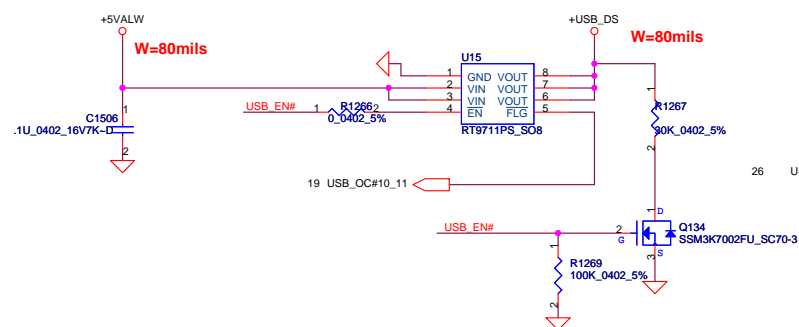 +5VALW
W=80mils
+USB_DS
W=80mils
U15
1 GND VOUT 8
2 VIN VOUT 7
3 VIN VOUT 6
4 EN FLG 5
RT9711PS_SO8
USB_EN# 1 R1266 2
0_0402_5%
C1506
.1U_0402_16V7K~D
1
2
1
R1267
30K_0402_5%
2
19 USB_OC#10_11
26 U
USB_EN#
1
R1269
100K_0402_5%
2
1 D
2 G
3 S
Q134
SSM3K7002FU_SC70-3